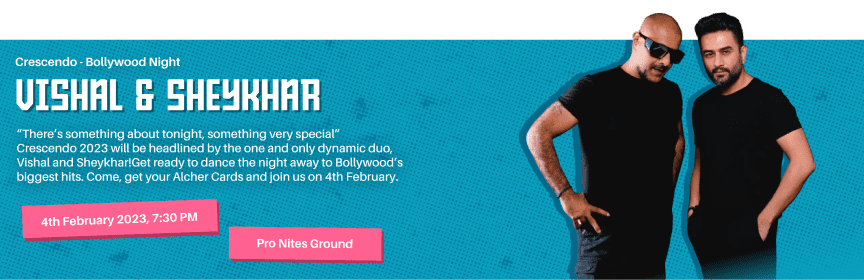 Crescendo - Bollywood Night
VISHAL & SHEYKHAR
“There’s something about tonight, something very special”
Crescendo 2023 will be headlined by the one and only dynamic duo,
Vishal and Sheykhar!Get ready to dance the night away to Bollywood’s
biggest hits. Come, get your Alcher Cards and join us on 4th February.
4th February 2023, 7:30 PM
Pro Nites Ground